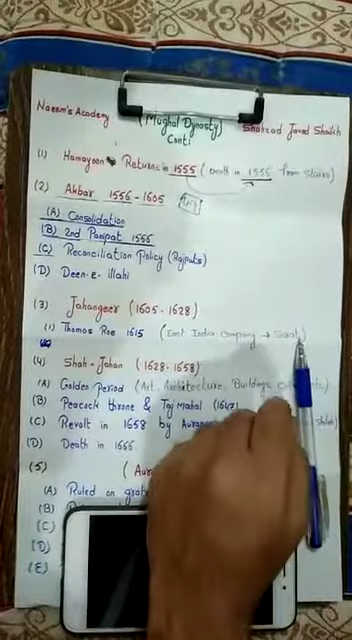 Naeem's Academy
(Mughal Dynasty)
Shahzad Javed Shaikh
Conti
(1) Hamayoon Returns in 1555 (Death in 1556 from stairs)
(2) Akbar 1556-1605
(A) Consolidation
(B) 2nd Panipat 1556
(C) Reconciliation Policy (Rajputs)
(D) Deen-e-illahi
(3) Jahangeer (1605-1628)
(1) Thomas Roe 1615 (East India Company → Surat)
(4) Shah-Jahan (1628-1658)
(A) Golden Period (Art, Architecture, Buildings
(B) Peacock throne & Taj Mahal (1647)
(C) Revolt in 1658 by
(D) Death in 1666.
(5)
(A) Ruled on
(B)
(C)
(D)
(E)